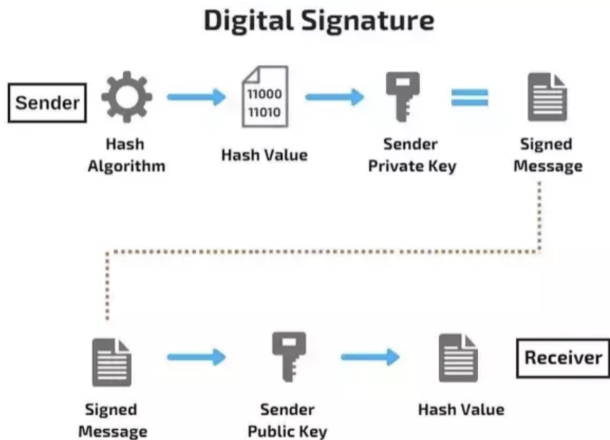 Digital Signature
Sender
11000
11010
Hash
Algorithm
Hash Value
Sender
Private Key
Signed
Message
Signed
Message
Sender
Public Key
Hash Value
Receiver